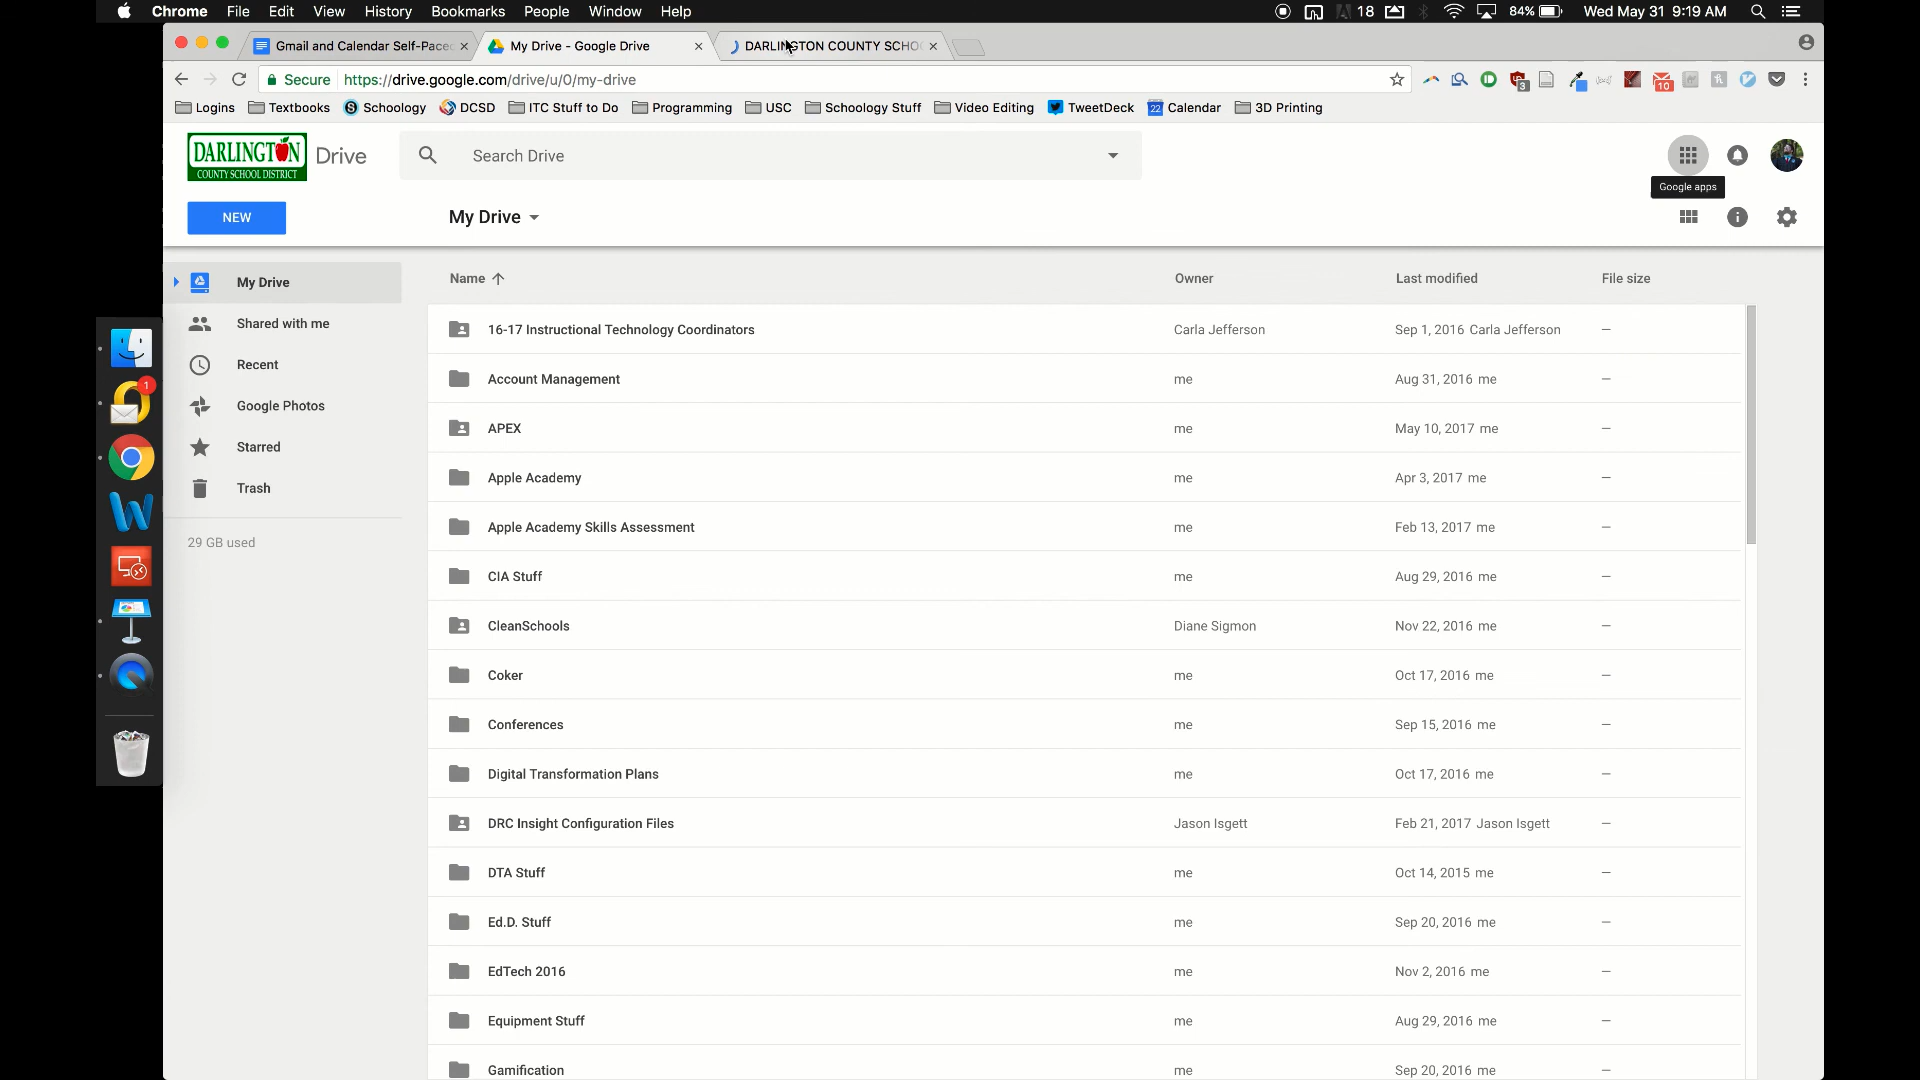 Chrome File Edit View History Bookmarks People Window Help 18 84% Wed May 31 9:19 AM
Gmail and Calendar Self-Paced My Drive - Google Drive DARLINGTON COUNTY SCHO
Secure https://drive.google.com/drive/u/0/my-drive 3 10
Logins Textbooks Schoology DCSD ITC Stuff to Do Programming USC Schoology Stuff Video Editing TweetDeck 22 Calendar 3D Printing
DARLINGTON
COUNTY SCHOOL DISTRICT
Drive Search Drive
Google apps
NEW My Drive
My Drive
Shared with me
Recent
Google Photos
Starred
Trash
29 GB used
1
Name Owner Last modified File size
16-17 Instructional Technology Coordinators Carla Jefferson Sep 1, 2016 Carla Jefferson –
Account Management me Aug 31, 2016 me –
APEX me May 10, 2017 me –
Apple Academy me Apr 3, 2017 me –
Apple Academy Skills Assessment me Feb 13, 2017 me –
CIA Stuff me Aug 29, 2016 me –
CleanSchools Diane Sigmon Nov 22, 2016 me –
Coker me Oct 17, 2016 me –
Conferences me Sep 15, 2016 me –
Digital Transformation Plans me Oct 17, 2016 me –
DRC Insight Configuration Files Jason Isgett Feb 21, 2017 Jason Isgett –
DTA Stuff me Oct 14, 2015 me –
Ed.D. Stuff me Sep 20, 2016 me –
EdTech 2016 me Nov 2, 2016 me –
Equipment Stuff me Aug 29, 2016 me –
Gamification me Sep 20, 2016 me –